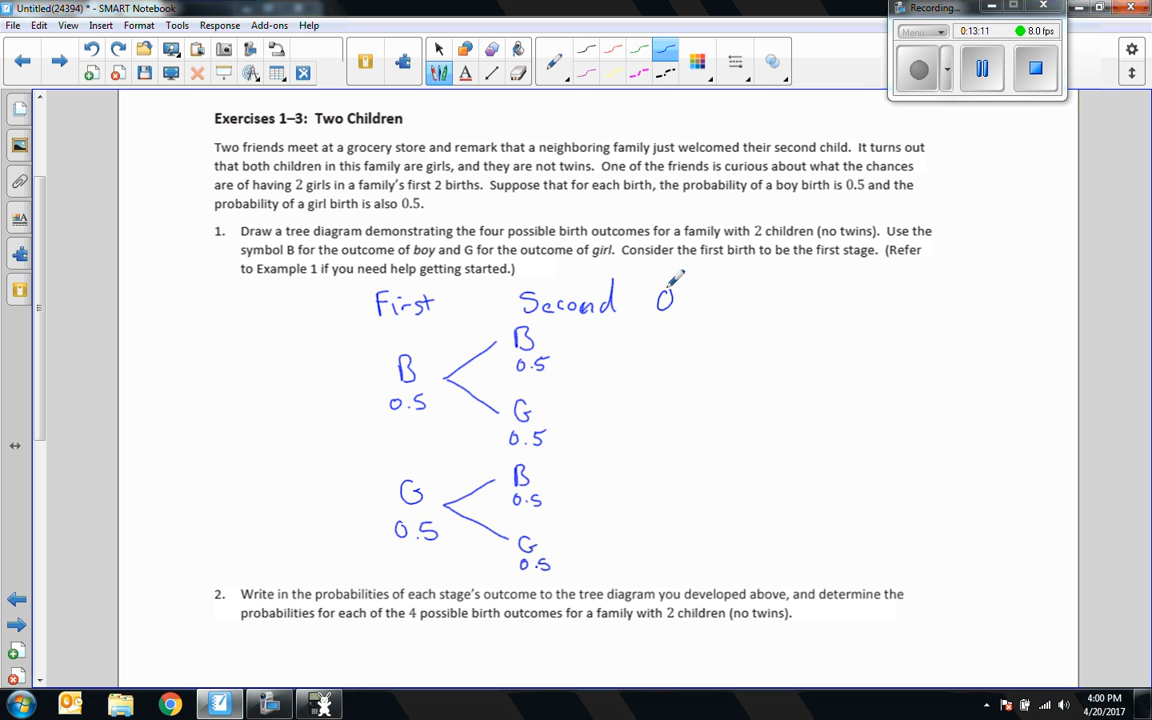 Untitled(24394) * - SMART Notebook
Recording...
File Edit View Insert Format Tools Response Add-ons Help
Menu
0:13:11
8.0 fps
Exercises 1–3: Two Children
Two friends meet at a grocery store and remark that a neighboring family just welcomed their second child. It turns out
that both children in this family are girls, and they are not twins. One of the friends is curious about what the chances
are of having 2 girls in a family's first 2 births. Suppose that for each birth, the probability of a boy birth is 0.5 and the
probability of a girl birth is also 0.5.
1. Draw a tree diagram demonstrating the four possible birth outcomes for a family with 2 children (no twins). Use the
symbol B for the outcome of boy and G for the outcome of girl. Consider the first birth to be the first stage. (Refer
to Example 1 if you need help getting started.)
First Second O
B
0.5
B
0.5
G
0.5
B
0.5
G
0.5
G
0.5
2. Write in the probabilities of each stage's outcome to the tree diagram you developed above, and determine the
probabilities for each of the 4 possible birth outcomes for a family with 2 children (no twins).
4:00 PM
4/20/2017